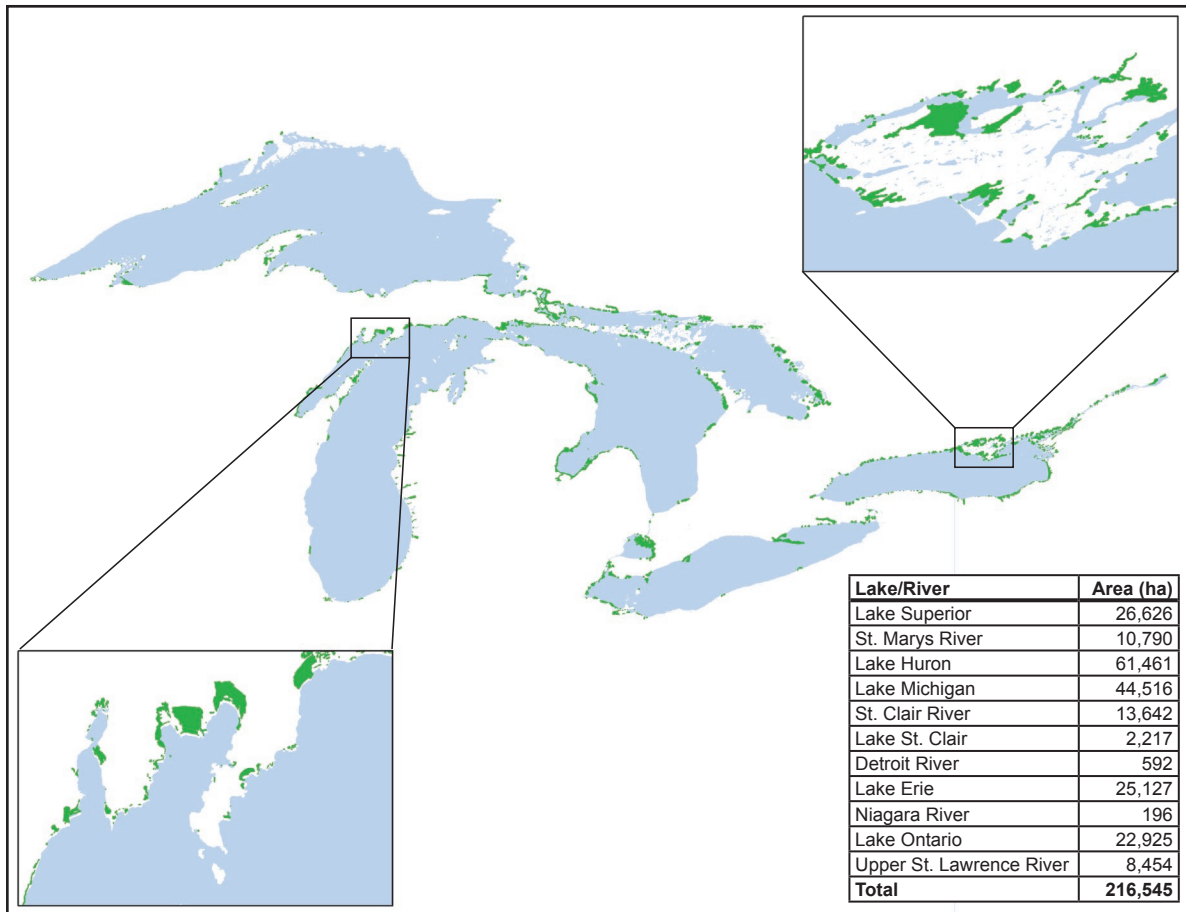 Lake/River Area (ha)
Lake Superior 26,626
St. Marys River 10,790
Lake Huron 61,461
Lake Michigan 44,516
St. Clair River 13,642
Lake St. Clair 2,217
Detroit River 592
Lake Erie 25,127
Niagara River 196
Lake Ontario 22,925
Upper St. Lawrence River 8,454
Total 216,545